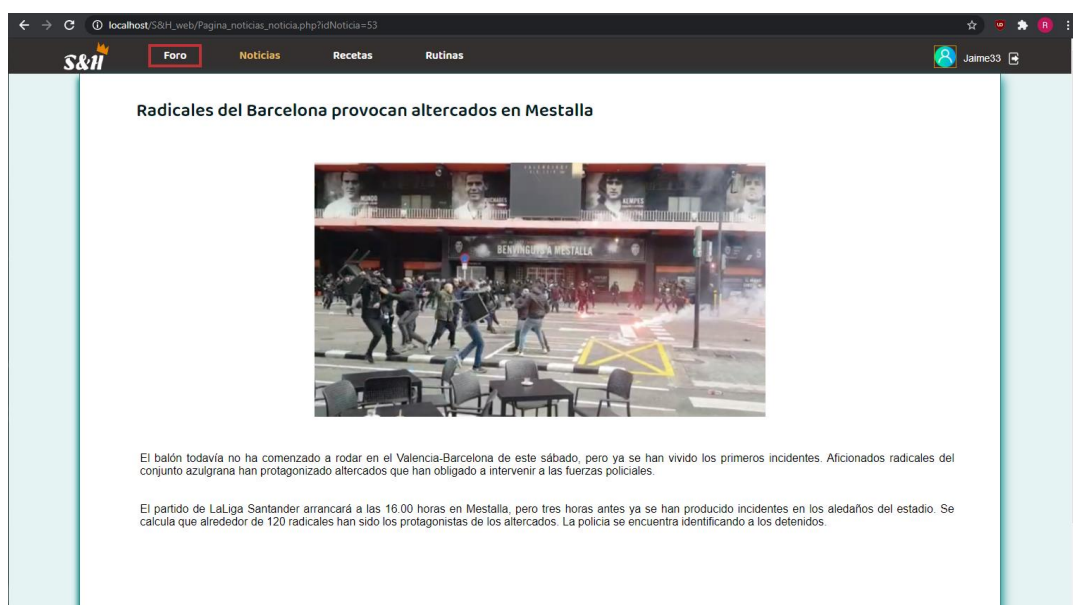 localhost/S&H_web/Pagina_noticias_noticia.php?idNoticia=53
R
S&H
Foro
Noticias
Recetas
Rutinas
Jaime33
Radicales del Barcelona provocan altercados en Mestalla
MUNDO
KEMPES
BENVINGUTS A MESTALLA
El balón todavía no ha comenzado a rodar en el Valencia-Barcelona de este sábado, pero ya se han vivido los primeros incidentes. Aficionados radicales del
conjunto azulgrana han protagonizado altercados que han obligado a intervenir a las fuerzas policiales.
El partido de LaLiga Santander arrancará a las 16.00 horas en Mestalla, pero tres horas antes ya se han producido incidentes en los aledaños del estadio. Se
calcula que alrededor de 120 radicales han sido los protagonistas de los altercados. La policia se encuentra identificando a los detenidos.